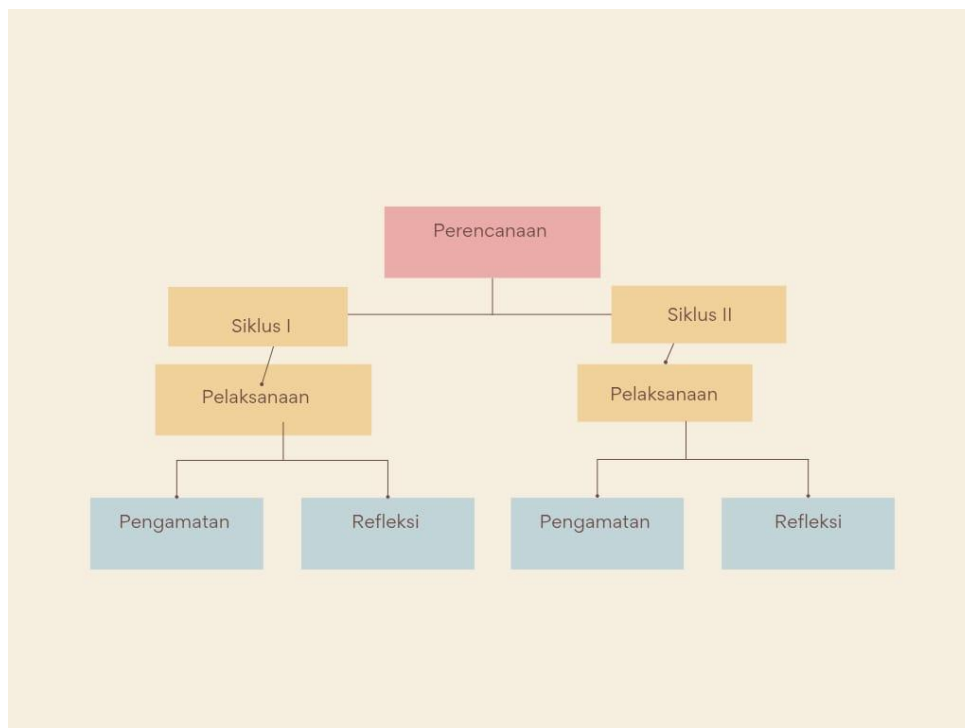 Perencanaan
Siklus I
Siklus II
Pelaksanaan
Pelaksanaan
Pengamatan
Refleksi
Pengamatan
Refleksi